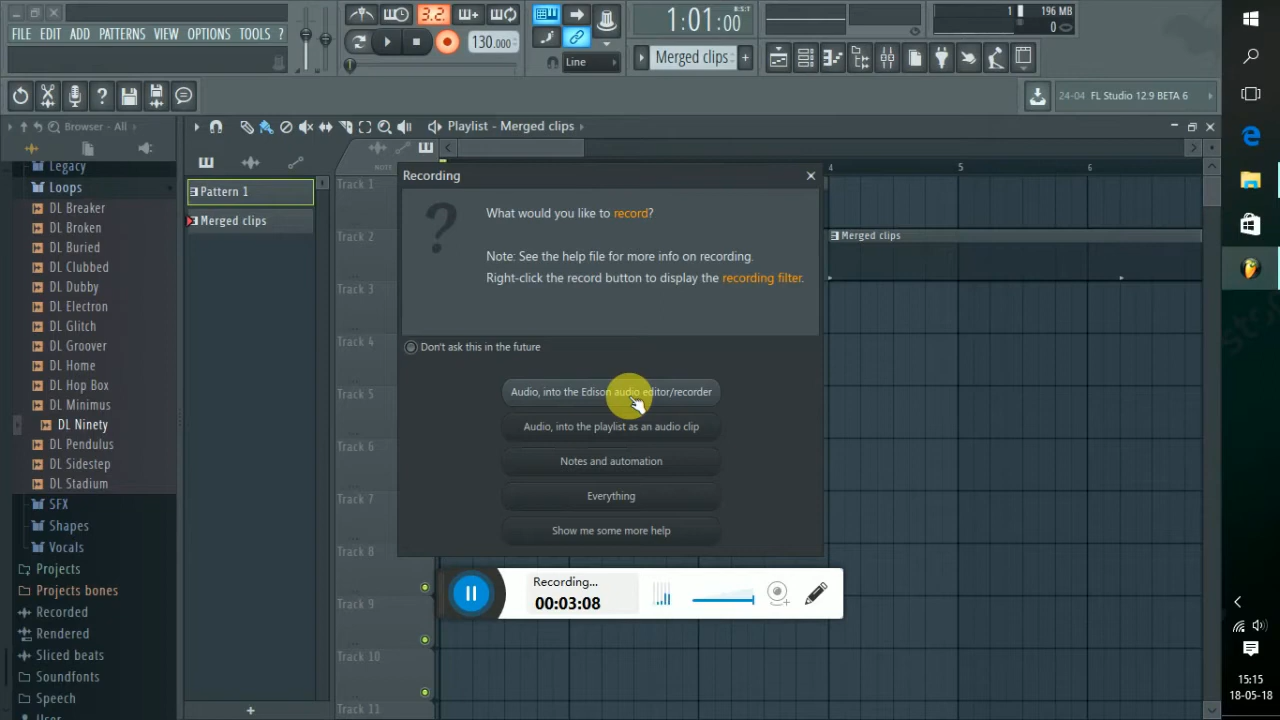 FILE EDIT ADD PATTERNS VIEW OPTIONS TOOLS ?
3.2.
130.000
1:01:00
B:S:T
Line
Merged clips
1
196 MB
0
24-04 FL Studio 12.9 BETA 6
Browser - All
Playlist - Merged clips
NOTE
4 5 6
Legacy
Loops
DL Breaker
DL Broken
DL Buried
DL Clubbed
DL Dubby
DL Electron
DL Glitch
DL Groover
DL Home
DL Hop Box
DL Minimus
DL Ninety
DL Pendulus
DL Sidestep
DL Stadium
SFX
Shapes
Vocals
Projects
Projects bones
Recorded
Rendered
Sliced beats
Soundfonts
Speech
User
Pattern 1
Merged clips
Track 1
Track 2
Track 3
Track 4
Track 5
Track 6
Track 7
Track 8
Track 9
Track 10
Track 11
Merged clips
Recording
What would you like to record?
Note: See the help file for more info on recording.
Right-click the record button to display the recording filter.
Don't ask this in the future
Audio, into the Edison audio editor/recorder
Audio, into the playlist as an audio clip
Notes and automation
Everything
Show me some more help
Recording...
00:03:08
15:15
18-05-18